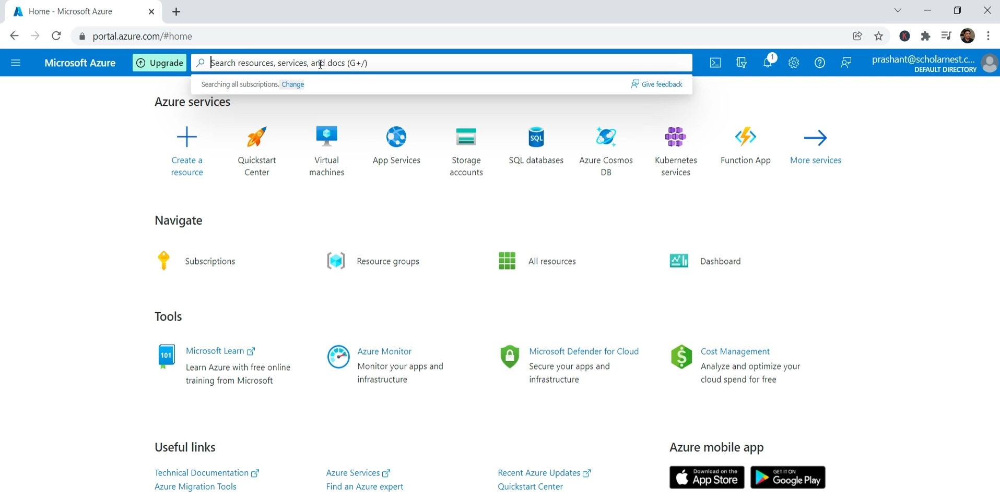 Home - Microsoft Azure
portal.azure.com/#home
K
Microsoft Azure
Upgrade
Search resources, services, and docs (G+/)
1
prashant@scholarnest.c...
DEFAULT DIRECTORY
Searching all subscriptions. Change
Give feedback
Azure services
Create a
resource
Quickstart
Center
Virtual
machines
App Services
Storage
accounts
SQL
SQL databases
Azure Cosmos
DB
Kubernetes
services
Function App
More services
Navigate
Subscriptions
Resource groups
All resources
Dashboard
Tools
101
Microsoft Learn
Learn Azure with free online
training from Microsoft
Azure Monitor
Monitor your apps and
infrastructure
Microsoft Defender for Cloud
Secure your apps and
infrastructure
$
Cost Management
Analyze and optimize your
cloud spend for free
Useful links
Technical Documentation
Azure Migration Tools
Azure Services
Find an Azure expert
Recent Azure Updates
Quickstart Center
Azure mobile app
Download on the
App Store
GET IT ON
Google Play